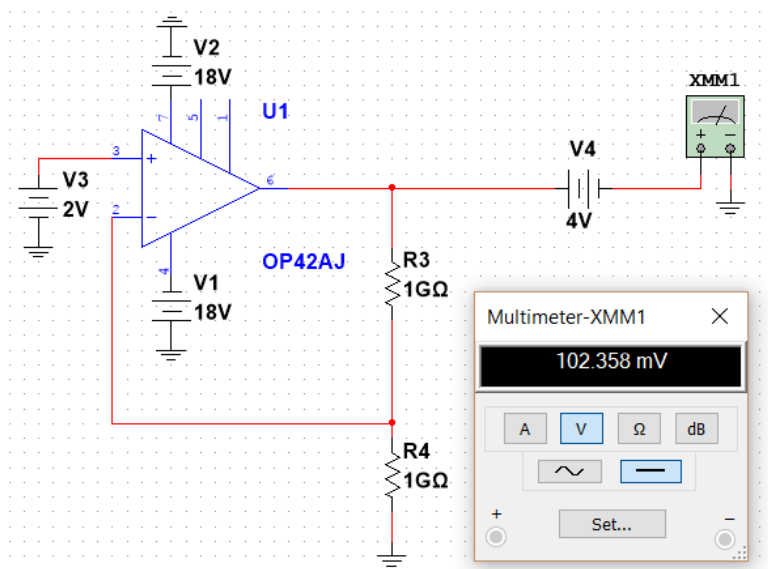 V2
18V
XMM1
U1
7
5
1
3
+
V3
2V
2
−
6
V4
4V
+ −
4
OP42AJ
V1
18V
R3
1GΩ
R4
1GΩ
Multimeter-XMM1
102.358 mV
A V Ω dB
+ Set... −